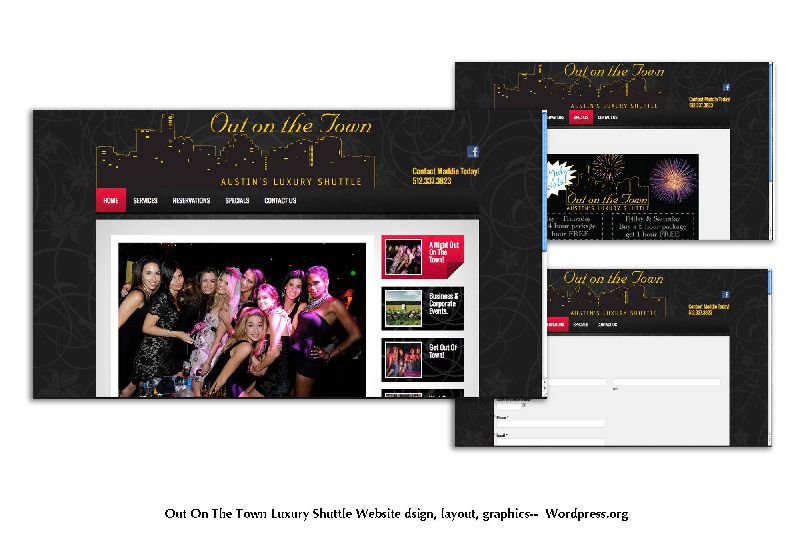 Out on the Town
AUSTIN'S LUXURY SHUTTLE
Contact Maddie Today!
512.337.3823
HOME SERVICES RESERVATIONS SPECIALS CONTACT US
A Night Out
On The
Town!
Business &
Corporate
Events.
Get Out Of
Town!
Out on the Town
AUSTIN'S LUXURY SHUTTLE
Contact Maddie Today!
512.337.3823
SPECIALS CONTACT US
Out on the Town
AUSTIN'S LUXURY SHUTTLE
Thursday
4 hour package
1 hour FREE
Friday & Saturday
Buy a 5 hour package
get 1 hour FREE
Out on the Town
AUSTIN'S LUXURY SHUTTLE
Contact Maddie Today!
512.337.3823
SPECIALS CONTACT US
Phone *
Email *
Out On The Town Luxury Shuttle Website dsign, layout, graphics-- Wordpress.org